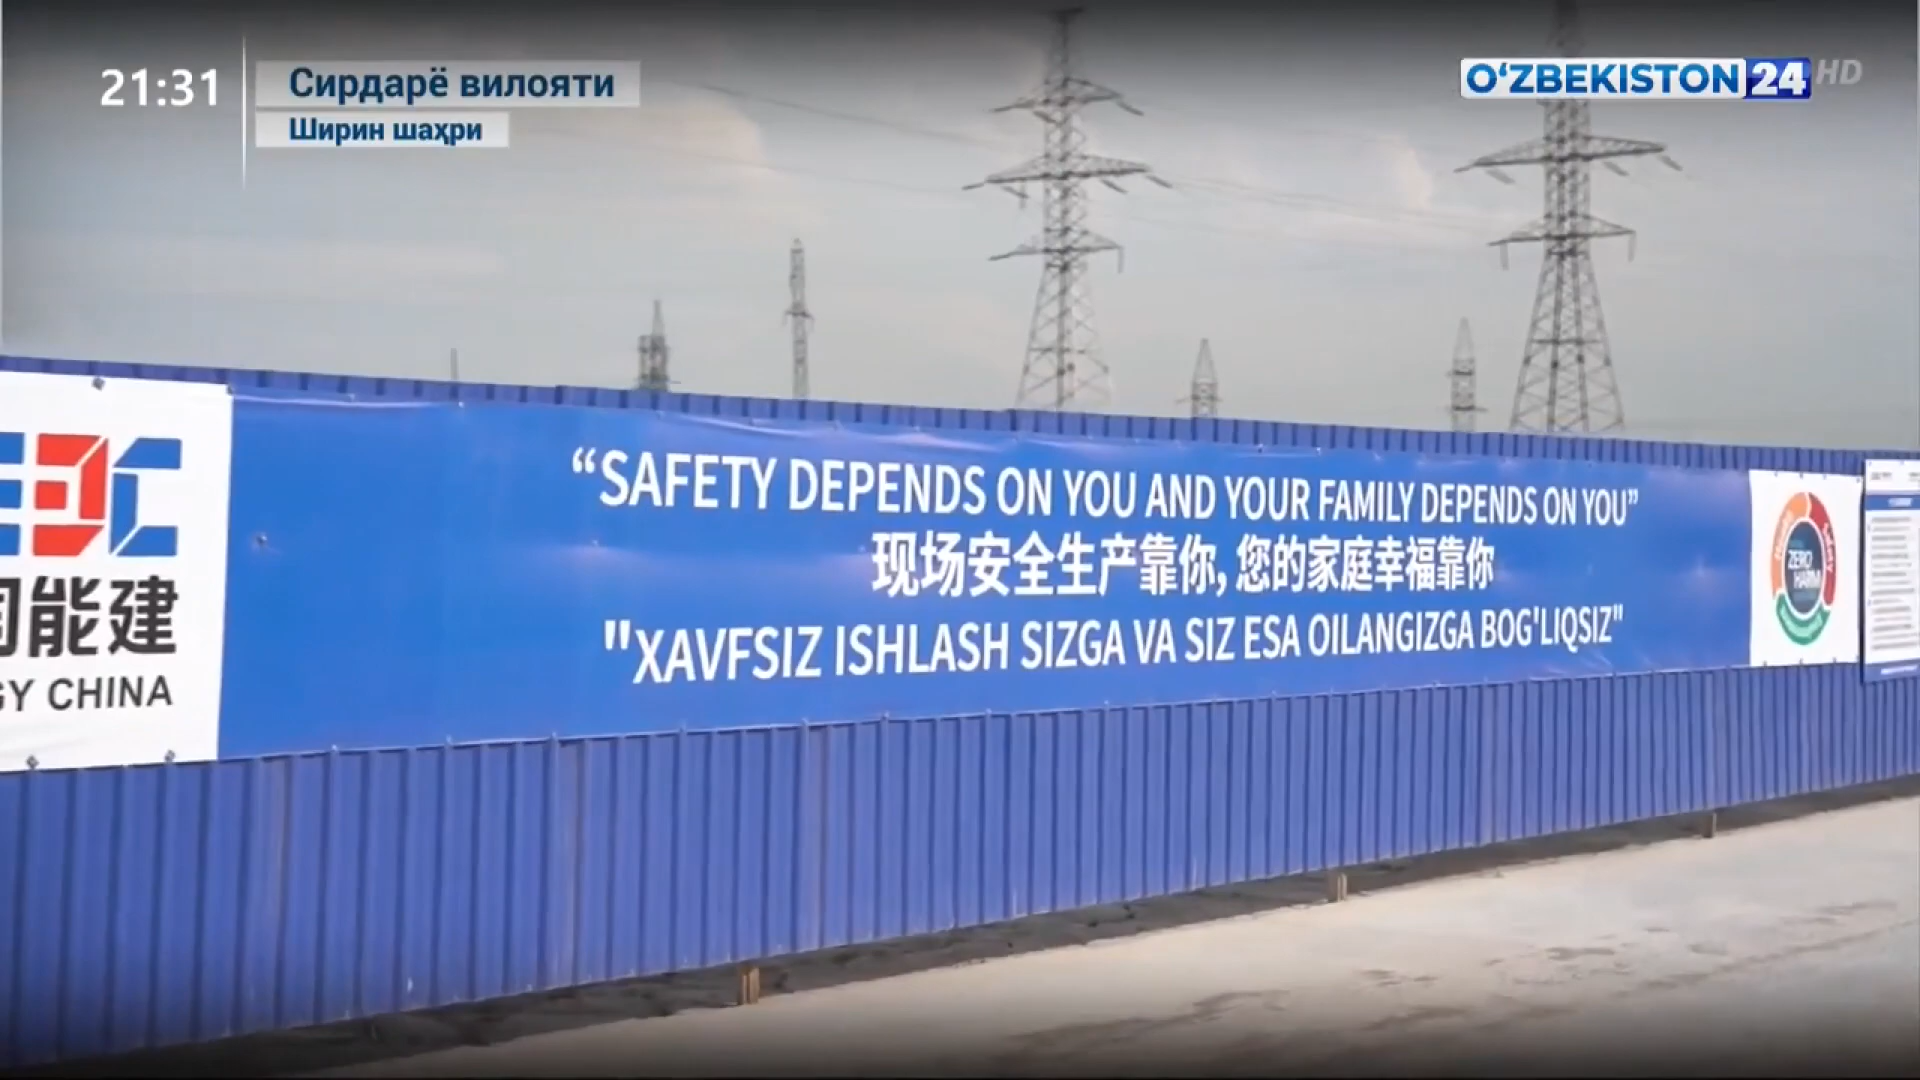 21:31
Сирдарё вилояти
Ширин шаҳри
O‘ZBEKISTON 24 HD
“SAFETY DEPENDS ON YOU AND YOUR FAMILY DEPENDS ON YOU”
现场安全生产靠你, 您的家庭幸福靠你
"XAVFSIZ ISHLASH SIZGA VA SIZ ESA OILANGIZGA BOG'LIQSIZ"
能建
CHINA
ZERO
HARM